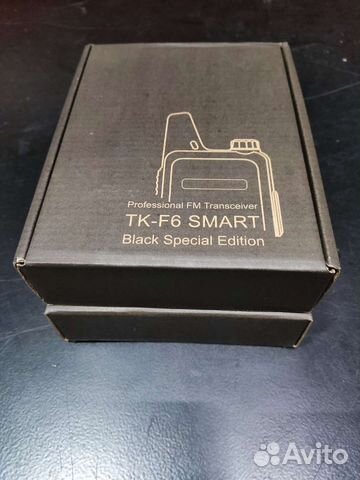 Professional FM Transceiver
TK-F6 SMART
Black Special Edition
Avito